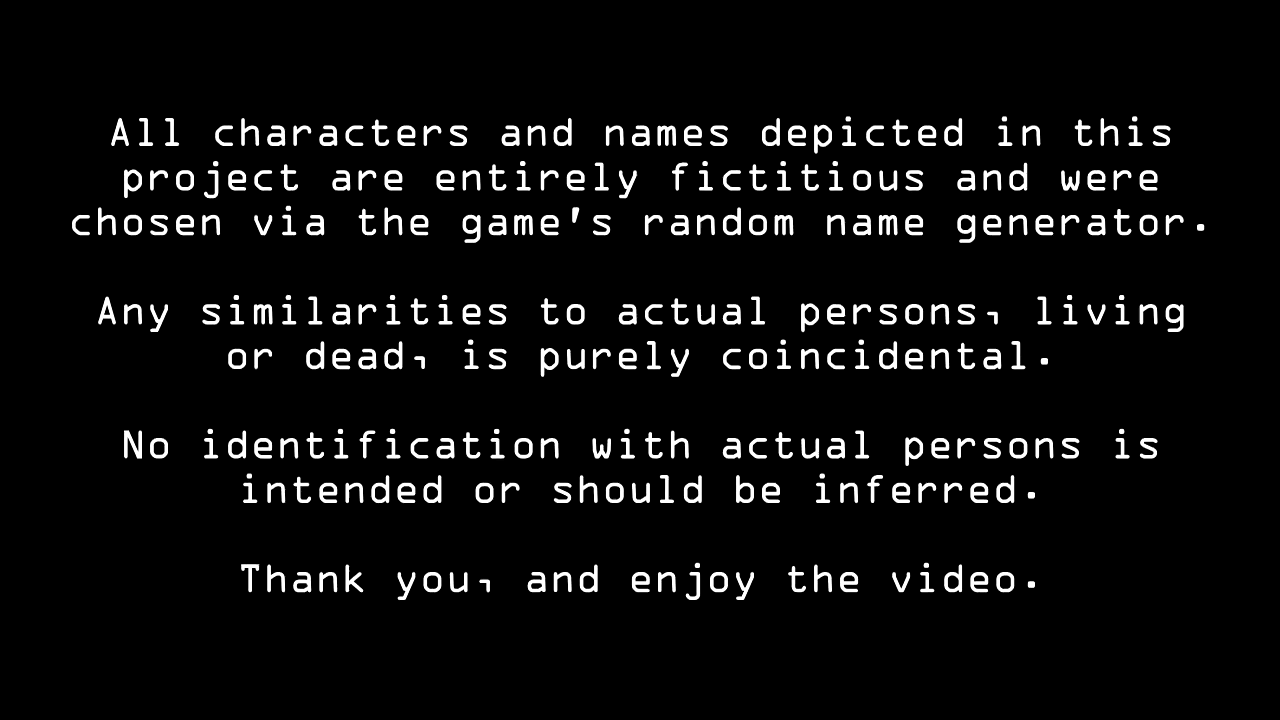 All characters and names depicted in this
project are entirely fictitious and were
chosen via the game's random name generator.
Any similarities to actual persons, living
or dead, is purely coincidental.
No identification with actual persons is
intended or should be inferred.
Thank you, and enjoy the video.